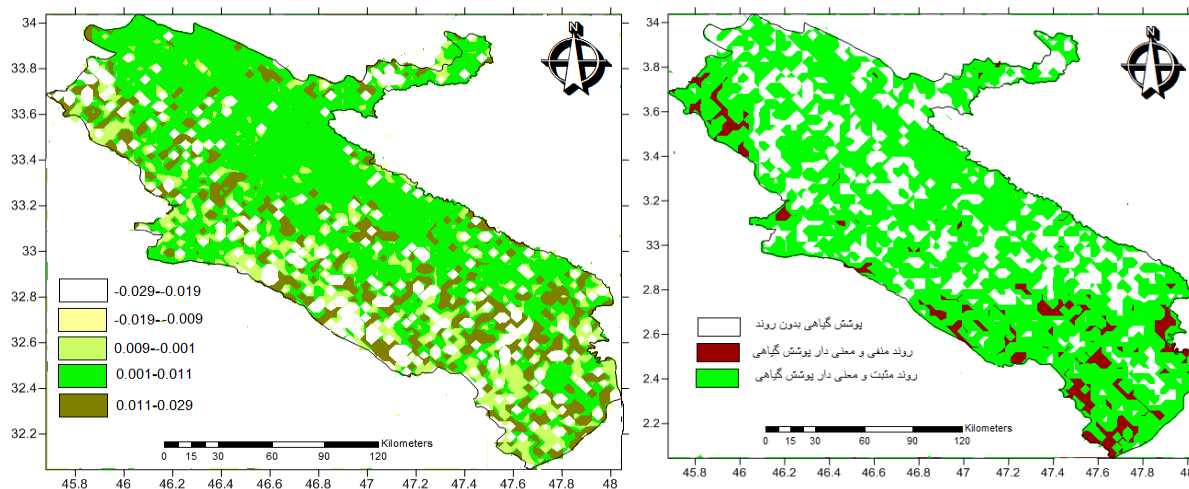 34
33.8
33.6
33.4
33.2
33
32.8
32.6
32.4
32.2
45.8 46 46.2 46.4 46.6 46.8 47 47.2 47.4 47.6 47.8 48
N
-0.029--0.019
-0.019--0.009
0.009--0.001
0.001-0.011
0.011-0.029
Kilometers
0 15 30 60 90 120
34
3.8
3.6
3.4
3.2
33
2.8
2.6
2.4
2.2
45.8 46 46.2 46.4 46.6 46.8 47 47.2 47.4 47.6 47.8 48
N
پوشش گیاهی بدون روند
روند منفی و معنی دار پوشش گیاهی
روند مثبت و معنی دار پوشش گیاهی
Kilometers
0 15 30 60 90 120